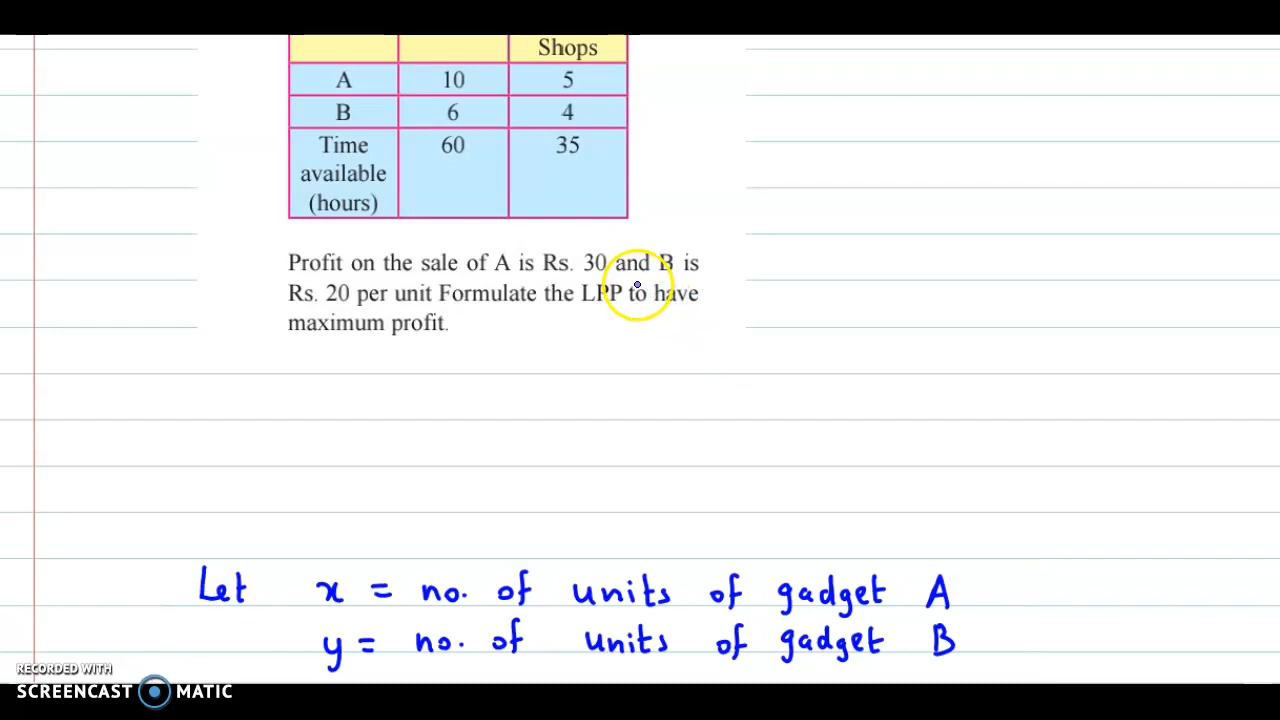 Shops
A 10 5
B 6 4
Time 60 35
available
(hours)
Profit on the sale of A is Rs. 30 and B is
Rs. 20 per unit Formulate the LPP to have
maximum profit.
Let x = no. of units of gadget A
y = no. of units of gadget B
RECORDED WITH
SCREENCAST MATIC